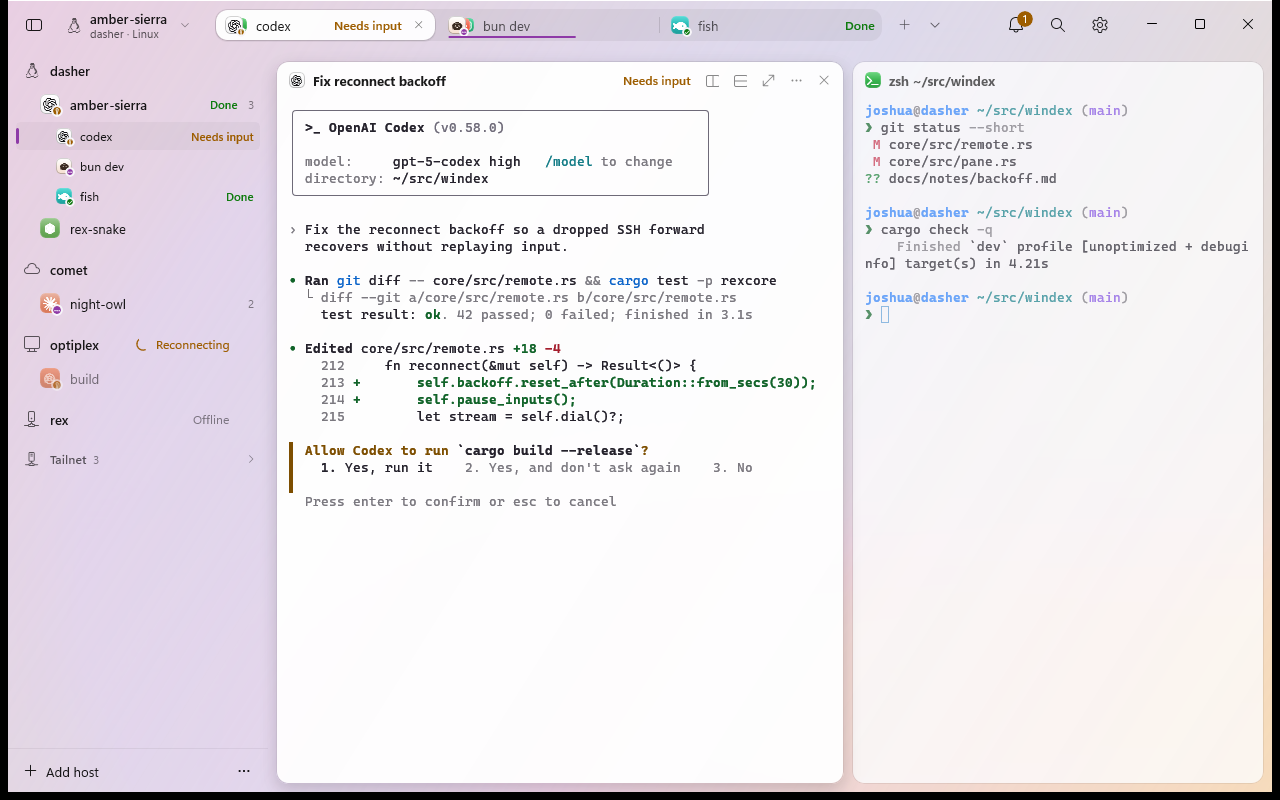 amber-sierra
dasher · Linux
codex
Needs input
bun dev
fish
Done
1
dasher
amber-sierra
Done
3
codex
Needs input
bun dev
fish
Done
rex-snake
comet
night-owl
2
optiplex
Reconnecting
build
rex
Offline
Tailnet 3
Add host
Fix reconnect backoff
Needs input
>_ OpenAI Codex (v0.58.0)
model: gpt-5-codex high /model to change
directory: ~/src/windex
› Fix the reconnect backoff so a dropped SSH forward
recovers without replaying input.
• Ran git diff -- core/src/remote.rs && cargo test -p rexcore
└ diff --git a/core/src/remote.rs b/core/src/remote.rs
test result: ok. 42 passed; 0 failed; finished in 3.1s
• Edited core/src/remote.rs +18 -4
212 fn reconnect(&mut self) -> Result<()> {
213 + self.backoff.reset_after(Duration::from_secs(30));
214 + self.pause_inputs();
215 let stream = self.dial()?;
Allow Codex to run `cargo build --release`?
1. Yes, run it 2. Yes, and don't ask again 3. No
Press enter to confirm or esc to cancel
zsh ~/src/windex
joshua@dasher ~/src/windex (main)
❯ git status --short
M core/src/remote.rs
M core/src/pane.rs
?? docs/notes/backoff.md
joshua@dasher ~/src/windex (main)
❯ cargo check -q
Finished `dev` profile [unoptimized + debugi
nfo] target(s) in 4.21s
joshua@dasher ~/src/windex (main)
❯